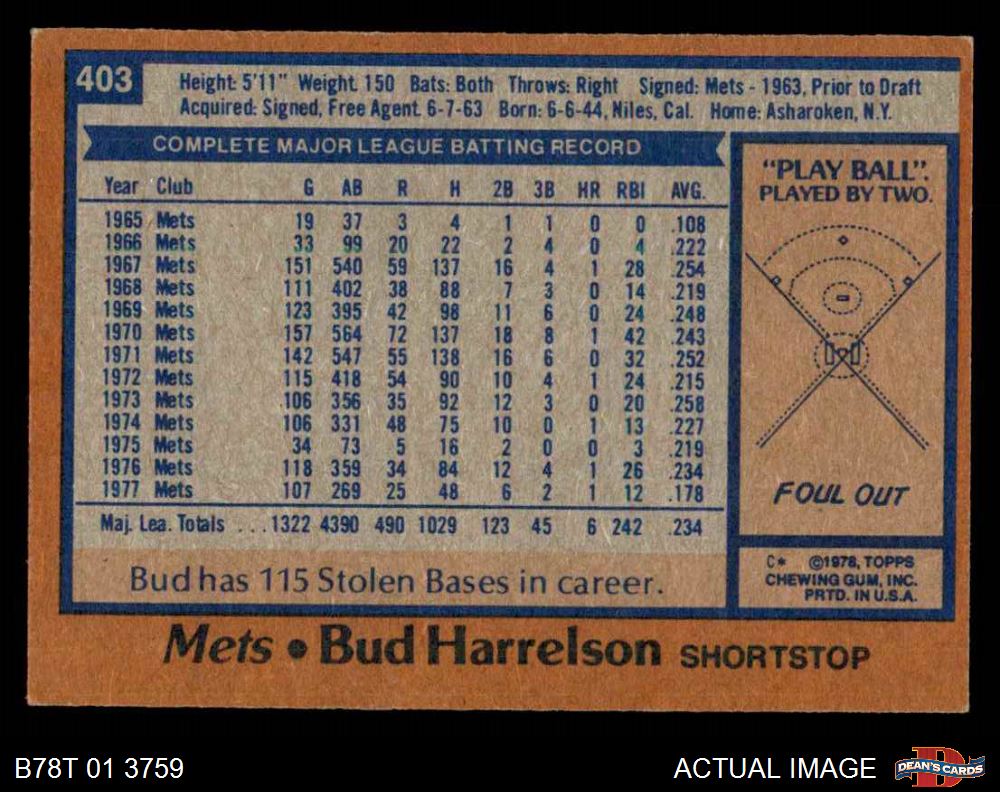 403
Height: 5'11" Weight: 150 Bats: Both Throws: Right Signed: Mets - 1963, Prior to Draft
Acquired: Signed, Free Agent 6-7-63 Born: 6-6-44, Niles, Cal. Home: Asharoken, N.Y.
COMPLETE MAJOR LEAGUE BATTING RECORD
Year Club G AB R H 2B 3B HR RBI AVG.
1965 Mets 19 37 3 4 1 1 0 0 .108
1966 Mets 33 99 20 22 2 4 0 4 .222
1967 Mets 151 540 59 137 16 4 1 28 .254
1968 Mets 111 402 38 88 7 3 0 14 .219
1969 Mets 123 395 42 98 11 6 0 24 .248
1970 Mets 157 564 72 137 18 8 1 42 .243
1971 Mets 142 547 55 138 16 6 0 32 .252
1972 Mets 115 418 54 90 10 4 1 24 .215
1973 Mets 106 356 35 92 12 3 0 20 .258
1974 Mets 106 331 48 75 10 0 1 13 .227
1975 Mets 34 73 5 16 2 0 0 3 .219
1976 Mets 118 359 34 84 12 4 1 26 .234
1977 Mets 107 269 25 48 6 2 1 12 .178
Maj. Lea. Totals ... 1322 4390 490 1029 123 45 6 242 .234
Bud has 115 Stolen Bases in career.
"PLAY BALL".
PLAYED BY TWO.
FOUL OUT
C* ©1978, TOPPS
CHEWING GUM, INC.
PRTD. IN U.S.A.
Mets • Bud Harrelson SHORTSTOP
B78T 01 3759
ACTUAL IMAGE
DEAN'S CARDS